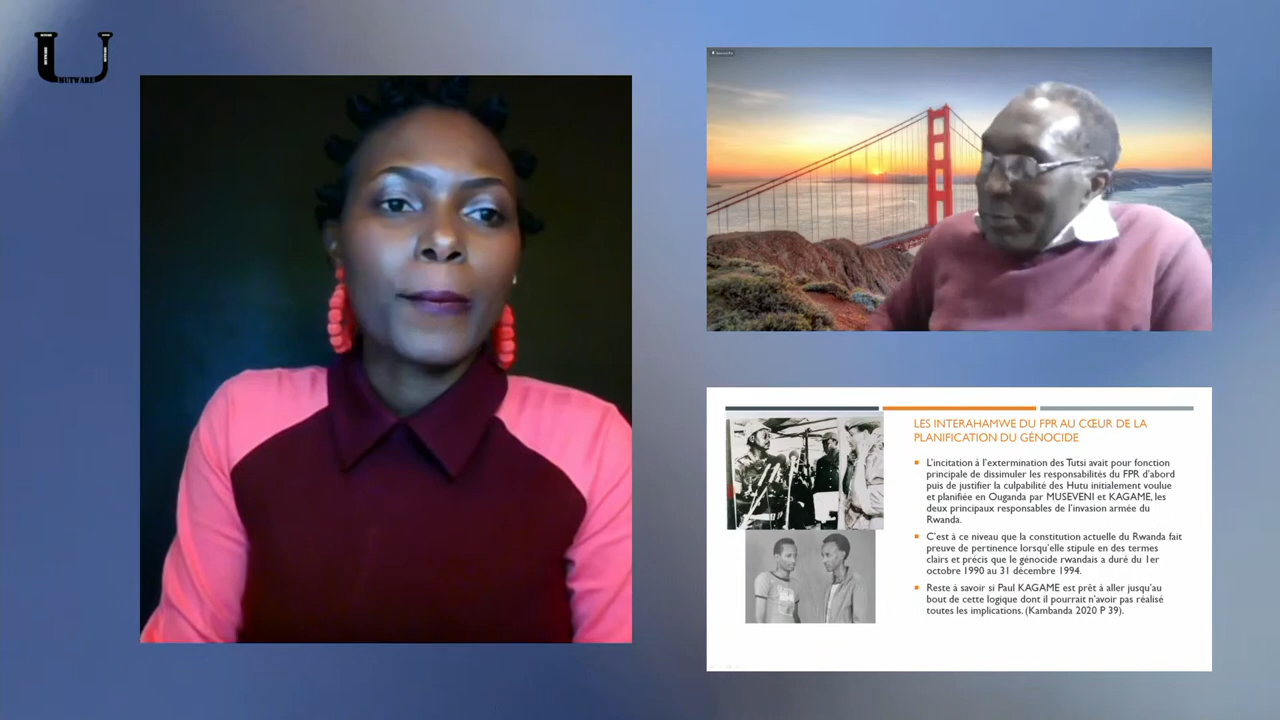 U
MUTWARE
LES INTERAHAMWE DU FPR AU CŒUR DE LA
PLANIFICATION DU GÉNOCIDE
L'incitation à l'extermination des Tutsi avait pour fonction
principale de dissimuler les responsabilités du FPR d'abord
puis de justifier la culpabilité des Hutu initialement voulue
et planifiée en Ouganda par MUSEVENI et KAGAME, les
deux principaux responsables de l'invasion armée du
Rwanda.
C'est à ce niveau que la constitution actuelle du Rwanda fait
preuve de pertinence lorsqu'elle stipule en des termes
clairs et précis que le génocide rwandais a duré du 1er
octobre 1990 au 31 décembre 1994.
Reste à savoir si Paul KAGAME est prêt à aller jusqu'au
bout de cette logique dont il pourrait n'avoir pas réalisé
toutes les implications. (Kambanda 2020 P 39).